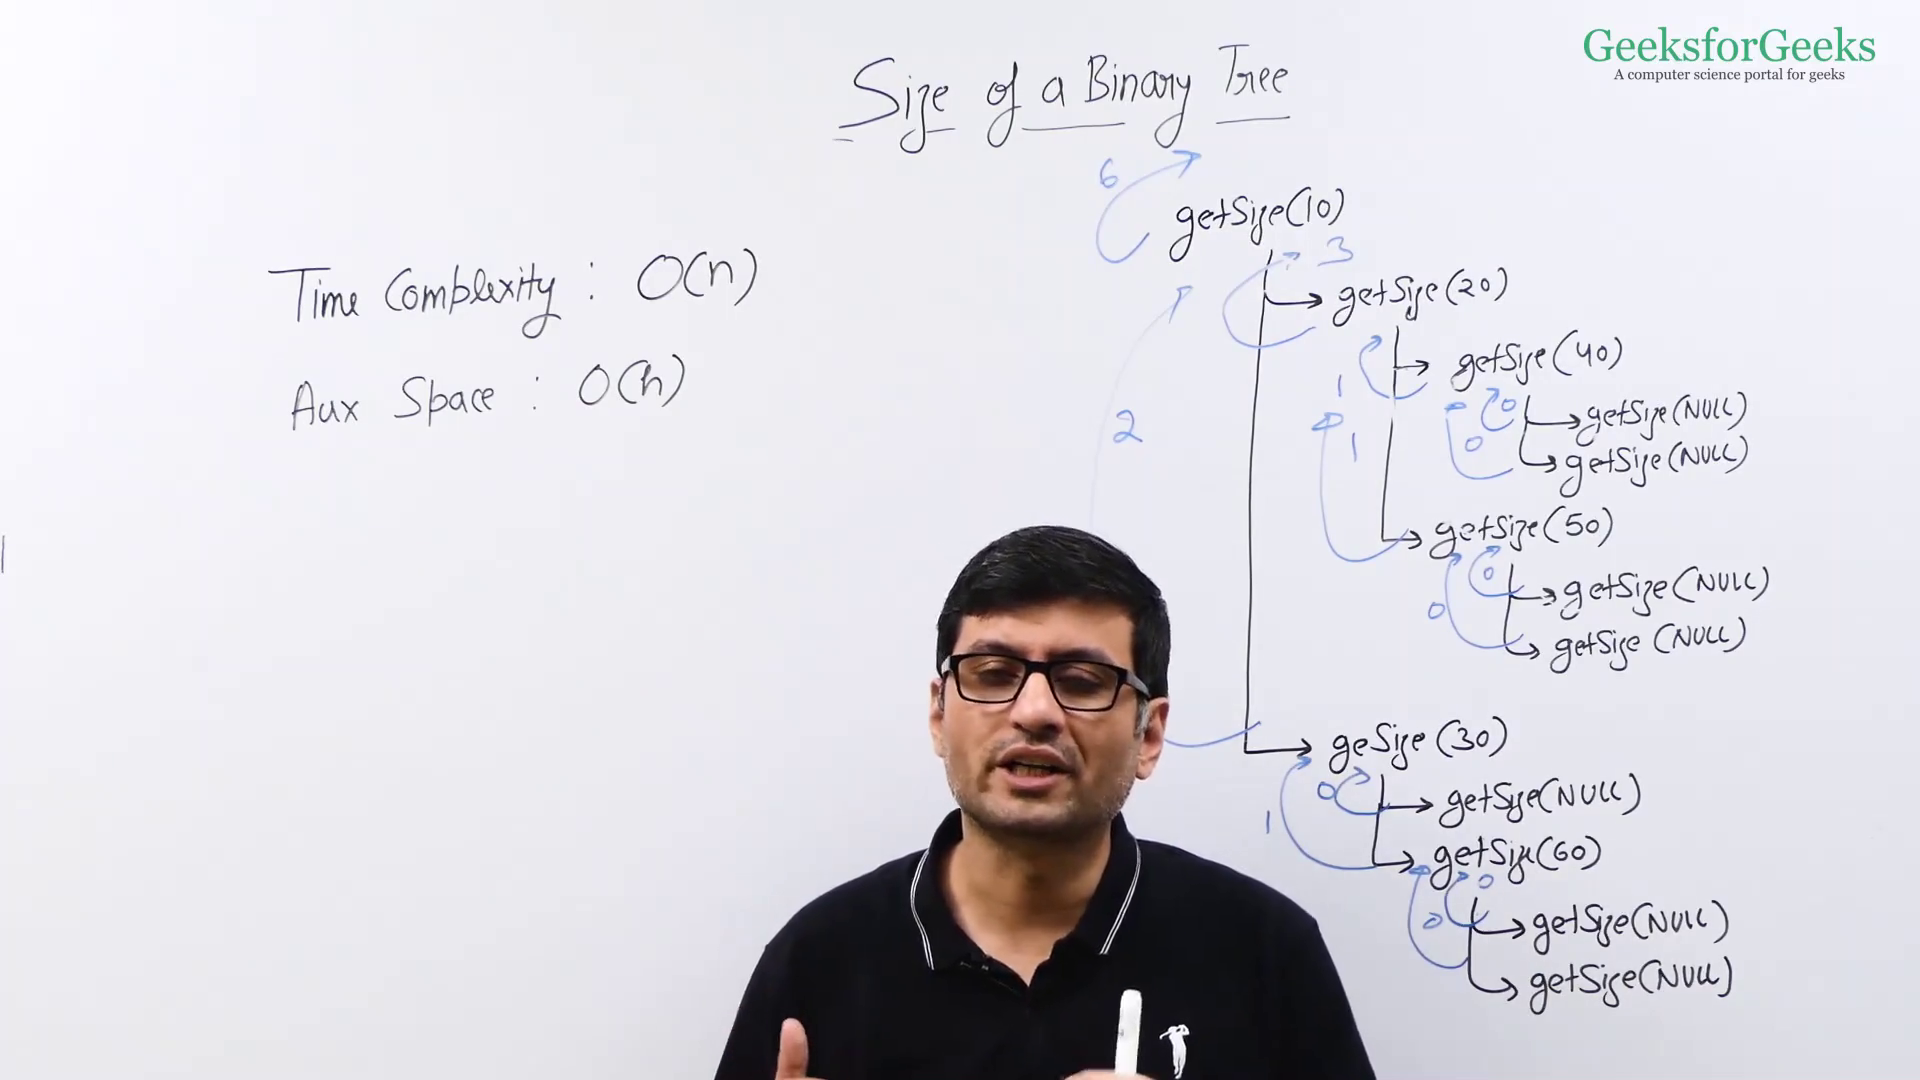 GeeksforGeeks
A computer science portal for geeks
Size of a Binary Tree
6
getSize(10)
3
Time Complexity : O(n)
getSize(20)
getSize(40)
Aux Space : O(h)
1
0
getSize(NULL)
2
1
0
getSize(NULL)
getSize(50)
0
getSize(NULL)
0
getSize (NULL)
geSize (30)
0
getSize(NULL)
1
getSize(60)
0
0
getSize(NULL)
getSize(NULL)